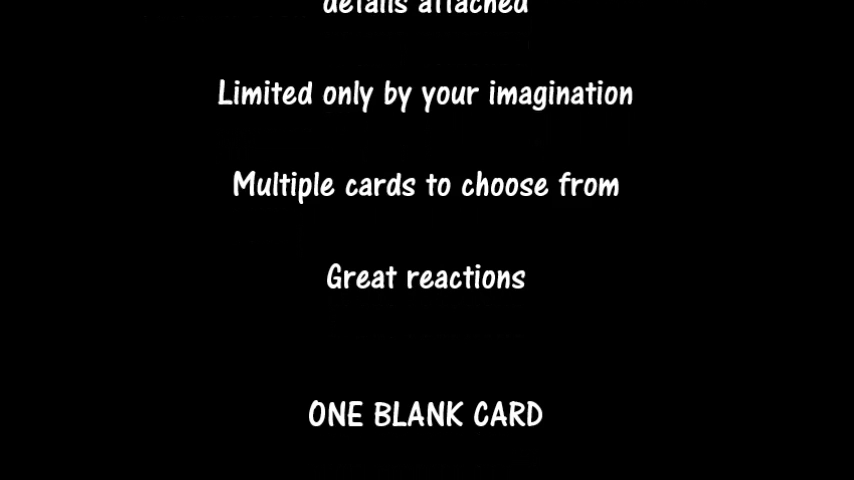 details attached
Limited only by your imagination
Multiple cards to choose from
Great reactions
ONE BLANK CARD